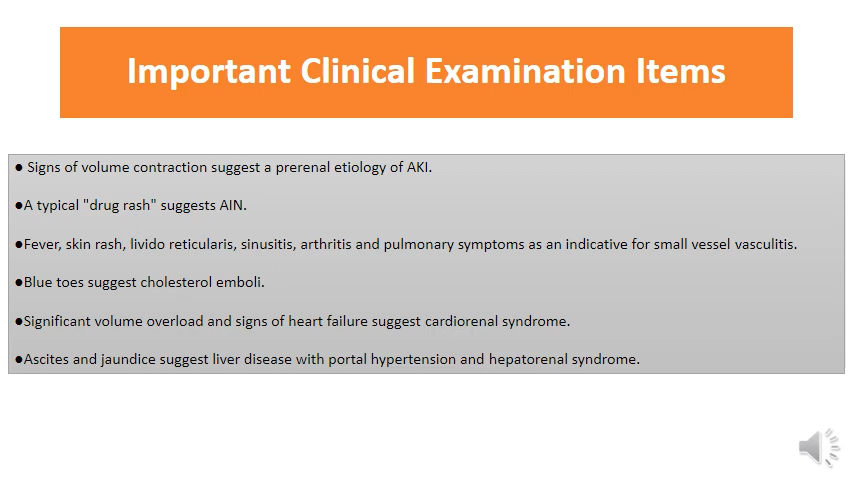 Important Clinical Examination Items
● Signs of volume contraction suggest a prerenal etiology of AKI.
●A typical "drug rash" suggests AIN.
●Fever, skin rash, livido reticularis, sinusitis, arthritis and pulmonary symptoms as an indicative for small vessel vasculitis.
●Blue toes suggest cholesterol emboli.
●Significant volume overload and signs of heart failure suggest cardiorenal syndrome.
●Ascites and jaundice suggest liver disease with portal hypertension and hepatorenal syndrome.